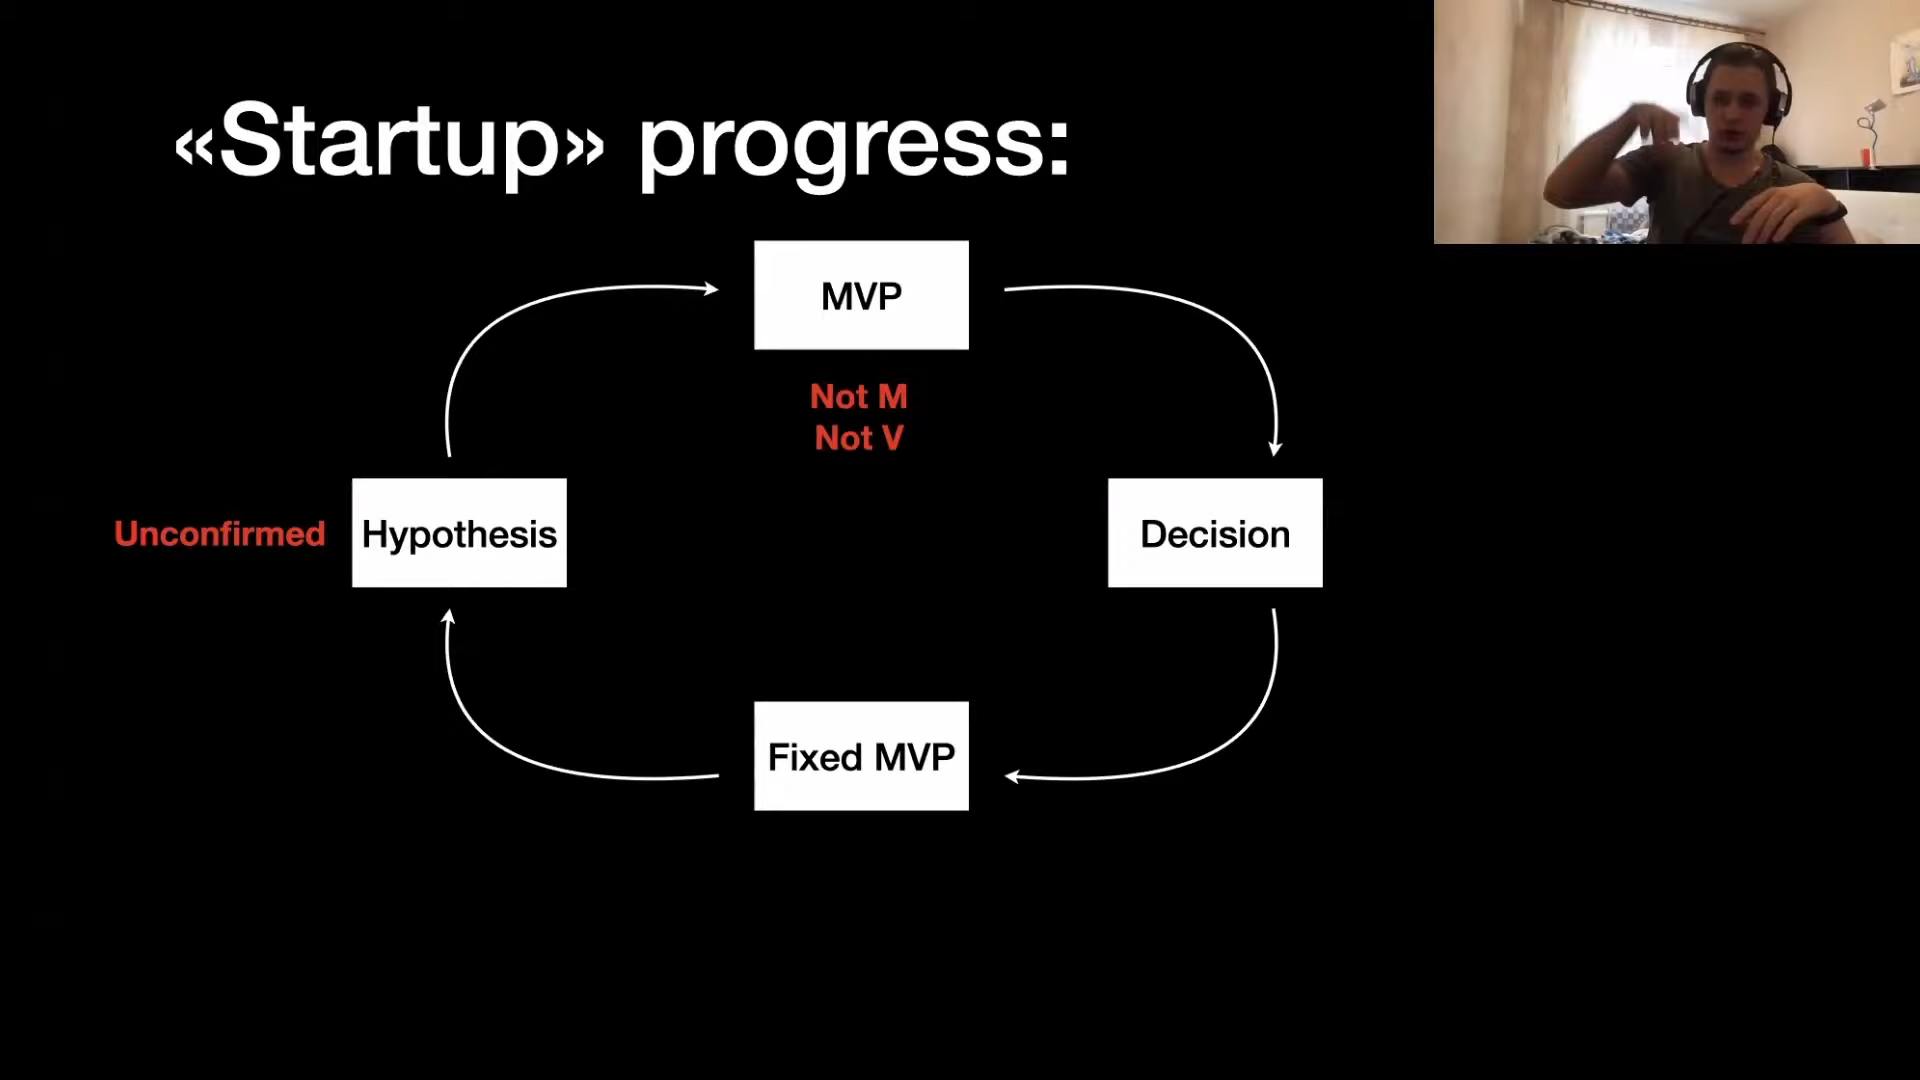 «Startup» progress:
MVP
Not M
Not V
Unconfirmed
Hypothesis
Decision
Fixed MVP